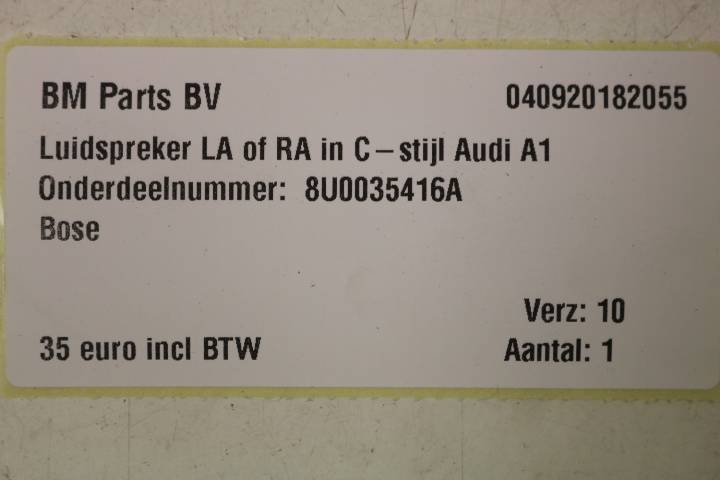 BM Parts BV 040920182055
Luidspreker LA of RA in C-stijl Audi A1
Onderdeelnummer: 8U0035416A
Bose
Verz: 10
35 euro incl BTW Aantal: 1